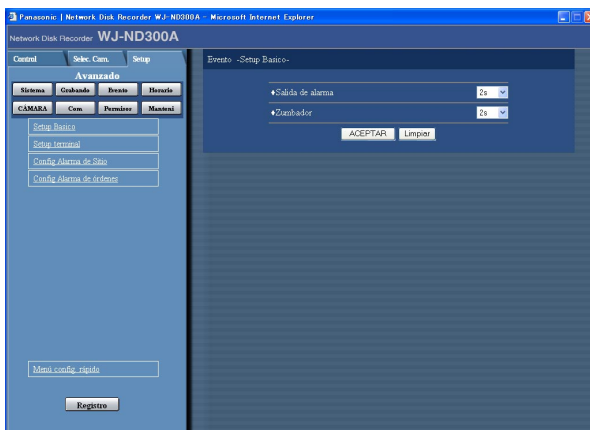 Panasonic | Network Disk Recorder WJ-ND300A - Microsoft Internet Explorer
Network Disk Recorder WJ-ND300A
Control Selec. Cam. Setup
Avanzado
Sistema Grabando Evento Horario
CÁMARA Com Permisos Manteni
Setup Basico
Setup terminal
Config Alarma de Sitio
Config Alarma de órdenes
Menú config. rápido
Registro
Evento -Setup Basico-
♦Salida de alarma 2s
♦Zumbador 2s
ACEPTAR Limpiar